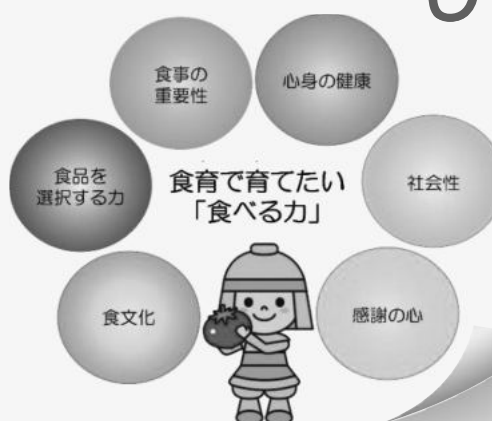 食事の
重要性
心身の健康
食品を
選択する力
食育で育てたい
「食べる力」
社会性
食文化
感謝の心